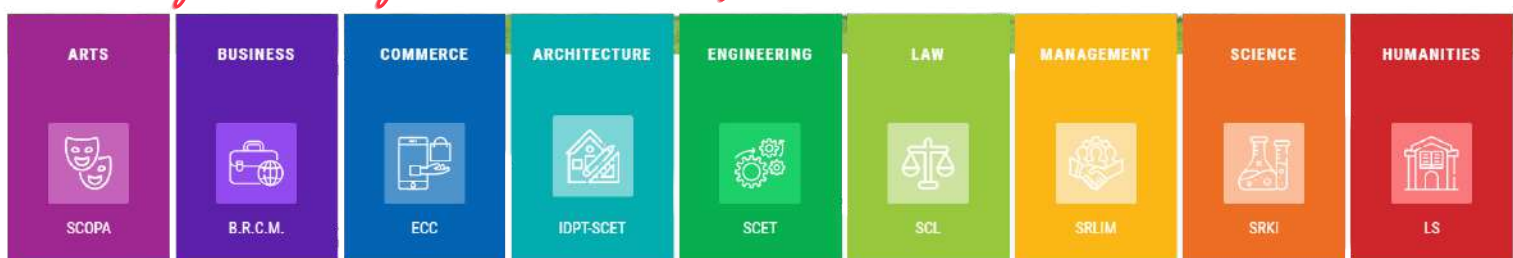 ARTS BUSINESS COMMERCE ARCHITECTURE ENGINEERING LAW MANAGEMENT SCIENCE HUMANITIES
SCOPA B.R.C.M. ECC IDPT-SCET SCET SCL SRLIM SRKI LS